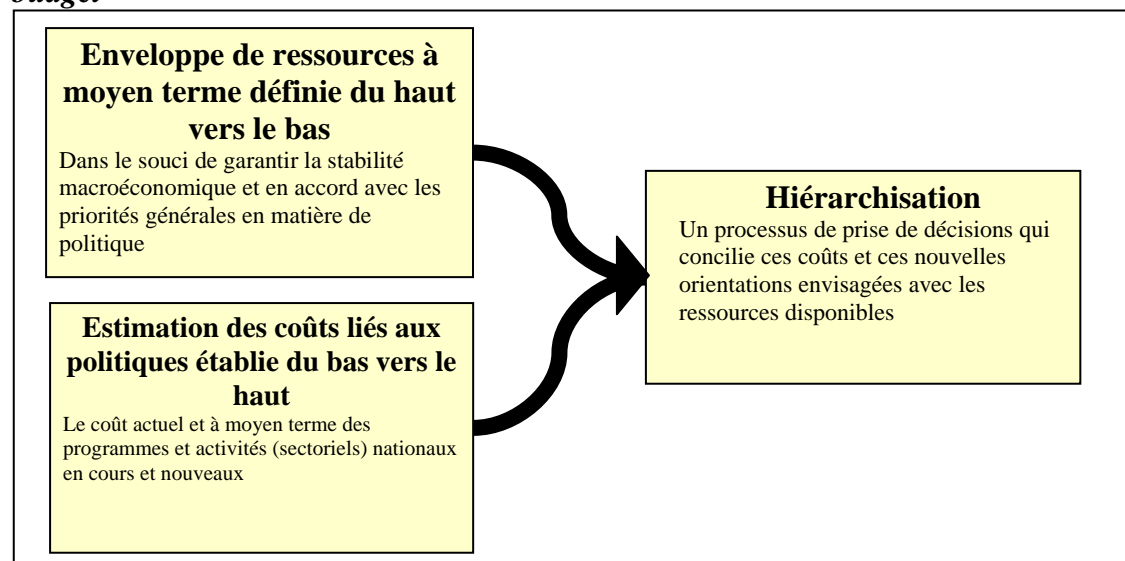 Enveloppe de ressources à
moyen terme définie du haut
vers le bas
Dans le souci de garantir la stabilité
macroéconomique et en accord avec les
priorités générales en matière de
politique
Estimation des coûts liés aux
politiques établie du bas vers le
haut
Le coût actuel et à moyen terme des
programmes et activités (sectoriels) nationaux
en cours et nouveaux
Hiérarchisation
Un processus de prise de décisions qui
concilie ces coûts et ces nouvelles
orientations envisagées avec les
ressources disponibles